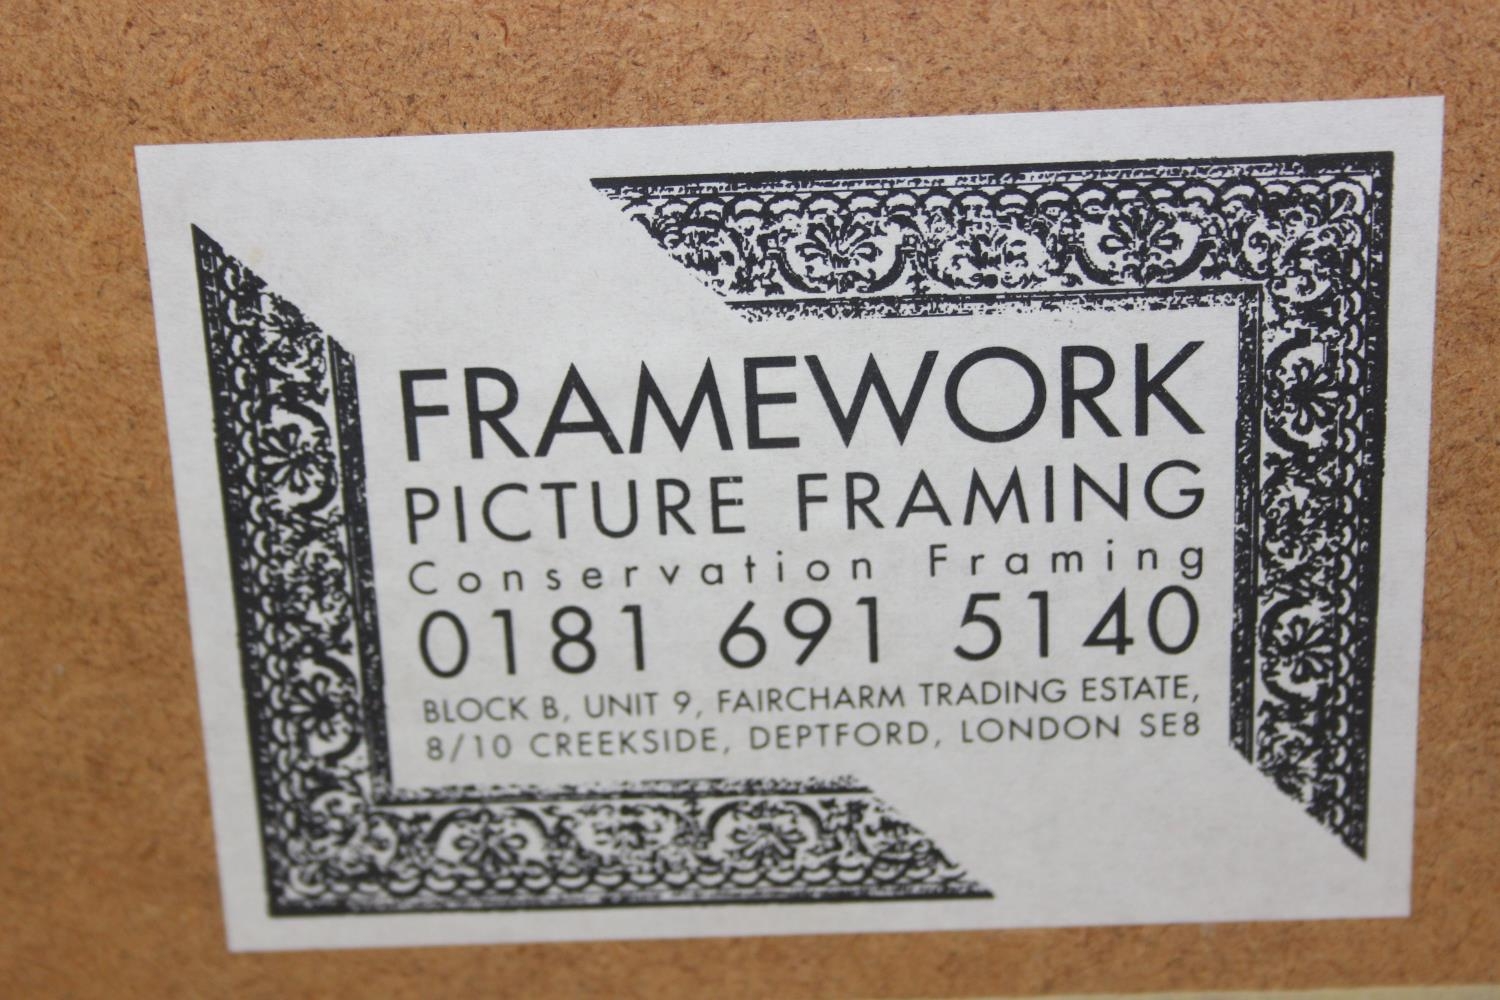 FRAMEWORK
PICTURE FRAMING
Conservation Framing
0181 691 5140
BLOCK B, UNIT 9, FAIRCHARM TRADING ESTATE,
8/10 CREEKSIDE, DEPTFORD, LONDON SE8